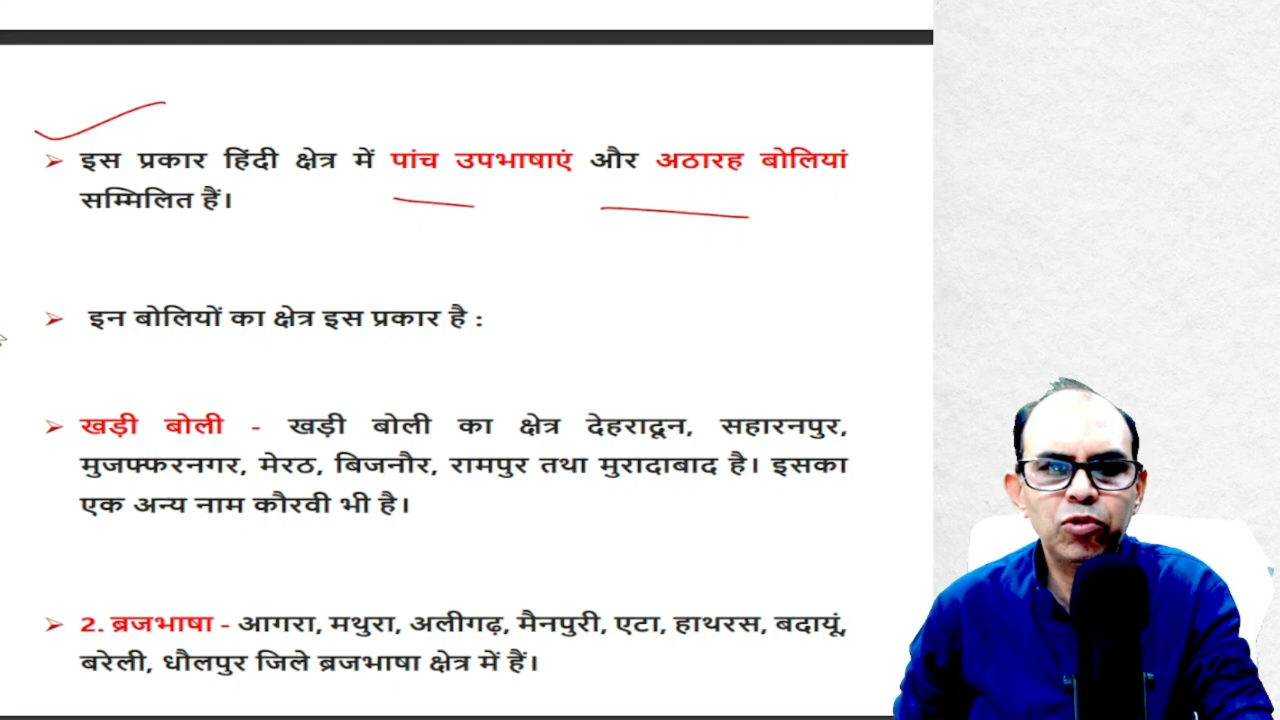 ➢ इस प्रकार हिंदी क्षेत्र में पांच उपभाषाएं और अठारह बोलियां
सम्मिलित हैं।
➢ इन बोलियों का क्षेत्र इस प्रकार है :
➢ खड़ी बोली - खड़ी बोली का क्षेत्र देहरादून, सहारनपुर,
मुजफ्फरनगर, मेरठ, बिजनौर, रामपुर तथा मुरादाबाद है। इसका
एक अन्य नाम कौरवी भी है।
➢ 2. ब्रजभाषा - आगरा, मथुरा, अलीगढ़, मैनपुरी, एटा, हाथरस, बदायूं,
बरेली, धौलपुर जिले ब्रजभाषा क्षेत्र में हैं।